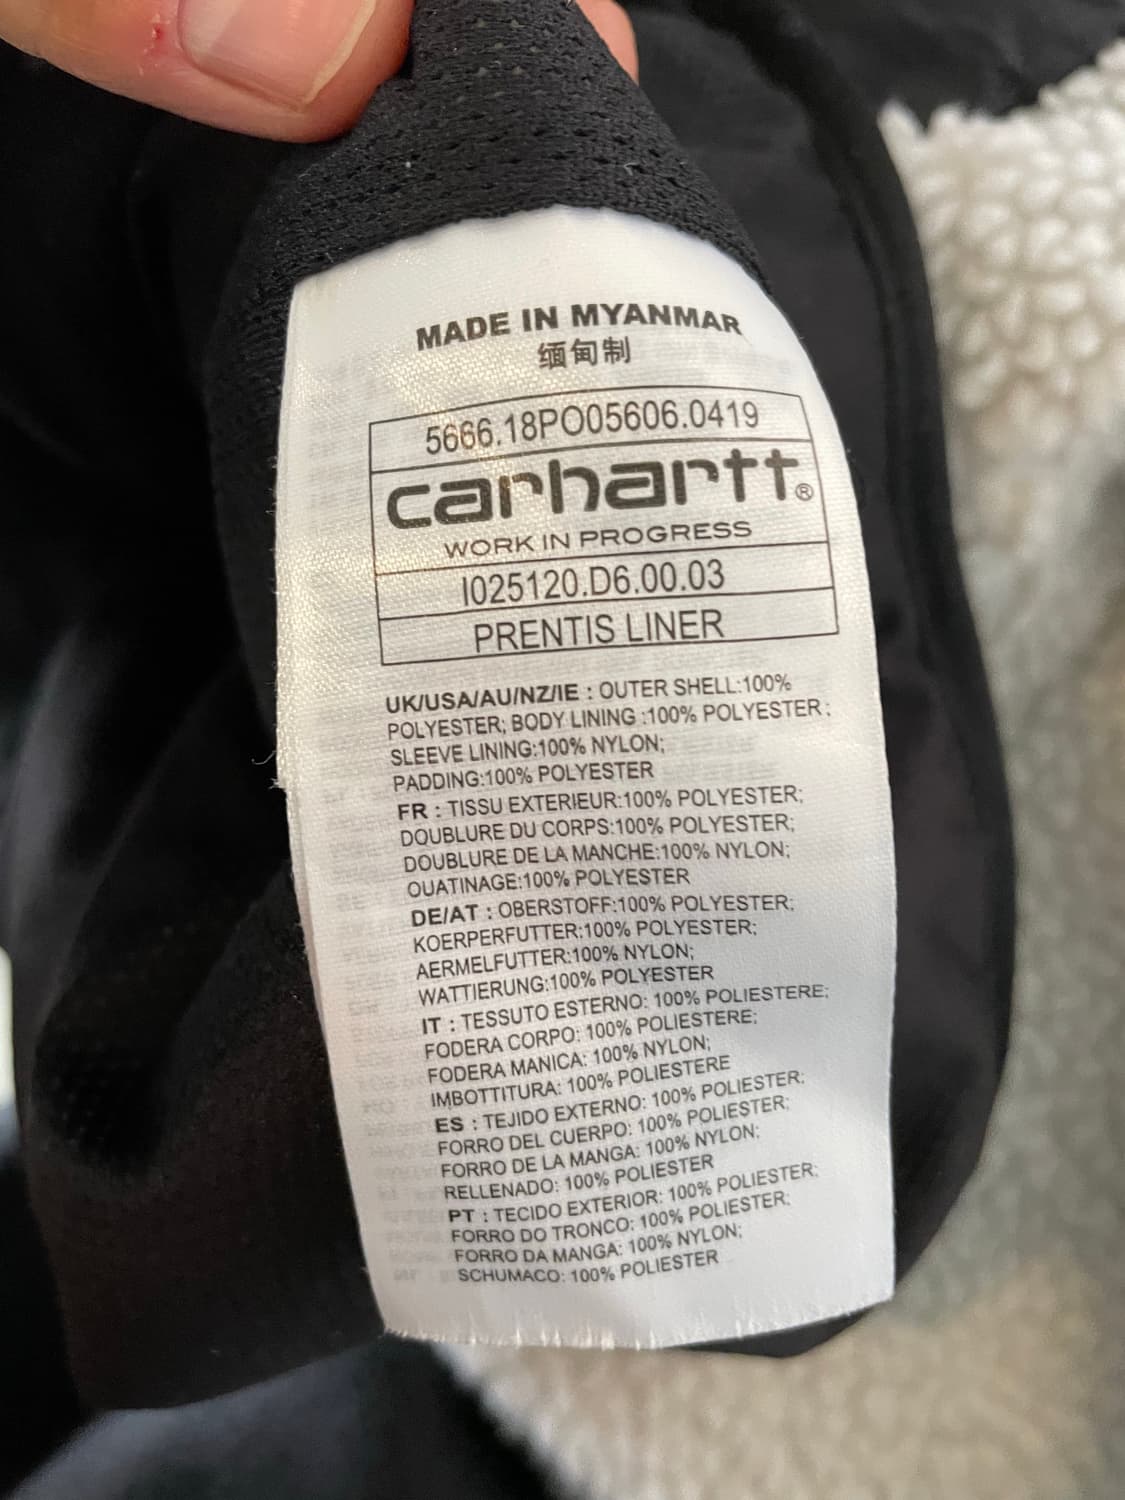 MADE IN MYANMAR
缅甸制
5666.18PO05606.0419
carhartt®
WORK IN PROGRESS
I025120.D6.00.03
PRENTIS LINER
UK/USA/AU/NZ/IE : OUTER SHELL:100%
POLYESTER; BODY LINING :100% POLYESTER ;
SLEEVE LINING:100% NYLON;
PADDING:100% POLYESTER
FR : TISSU EXTERIEUR:100% POLYESTER;
DOUBLURE DU CORPS:100% POLYESTER;
DOUBLURE DE LA MANCHE:100% NYLON;
OUATINAGE:100% POLYESTER
DE/AT : OBERSTOFF:100% POLYESTER;
KOERPERFUTTER:100% POLYESTER;
AERMELFUTTER:100% NYLON;
WATTIERUNG:100% POLYESTER
IT : TESSUTO ESTERNO: 100% POLIESTERE;
FODERA CORPO: 100% POLIESTERE;
FODERA MANICA: 100% NYLON;
IMBOTTITURA: 100% POLIESTERE
ES : TEJIDO EXTERNO: 100% POLIESTER;
FORRO DEL CUERPO: 100% POLIESTER;
FORRO DE LA MANGA: 100% NYLON;
RELLENADO: 100% POLIESTER
PT : TECIDO EXTERIOR: 100% POLIESTER;
FORRO DO TRONCO: 100% POLIESTER;
FORRO DA MANGA: 100% NYLON;
SCHUMACO: 100% POLIESTER